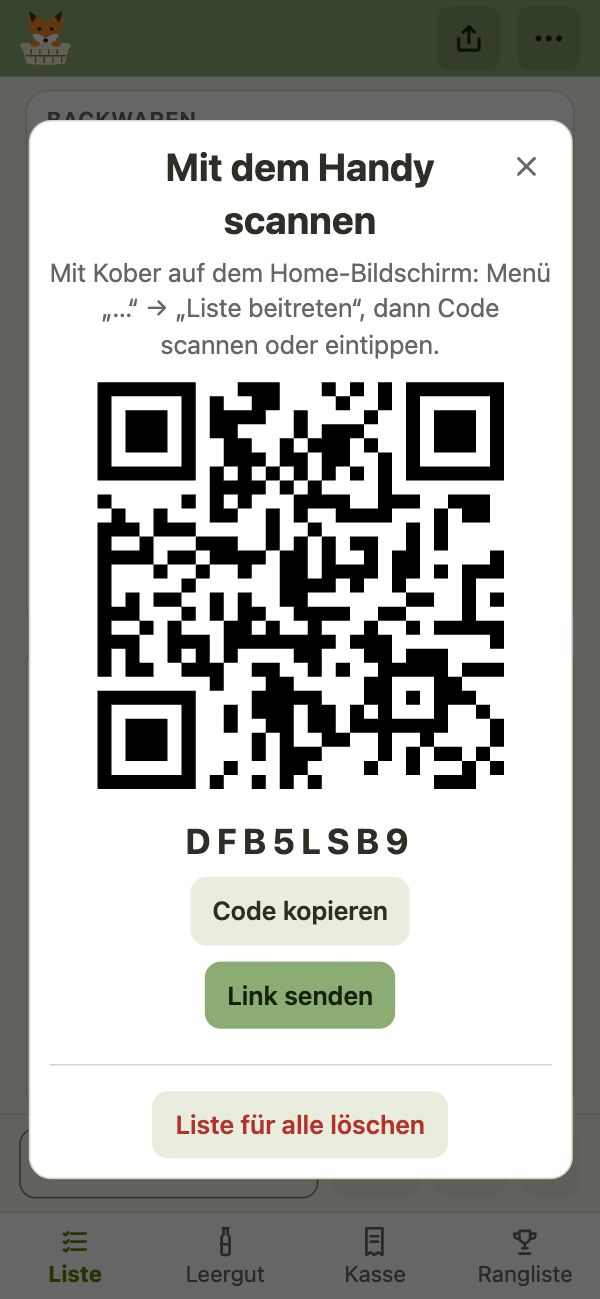 BACKWAREN
Mit dem Handy
scannen
Mit Kober auf dem Home-Bildschirm: Menü
„…“ → „Liste beitreten“, dann Code
scannen oder eintippen.
DFB5LSB9
Code kopieren
Link senden
Liste für alle löschen
Liste
Leergut
Kasse
Rangliste